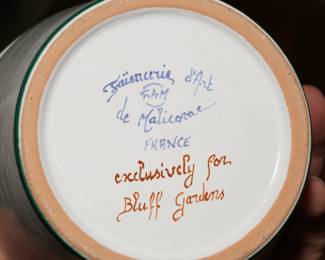 Faïencerie d'Art
FAM
de Malicorne
FRANCE
exclusively for
Bluff Gardens